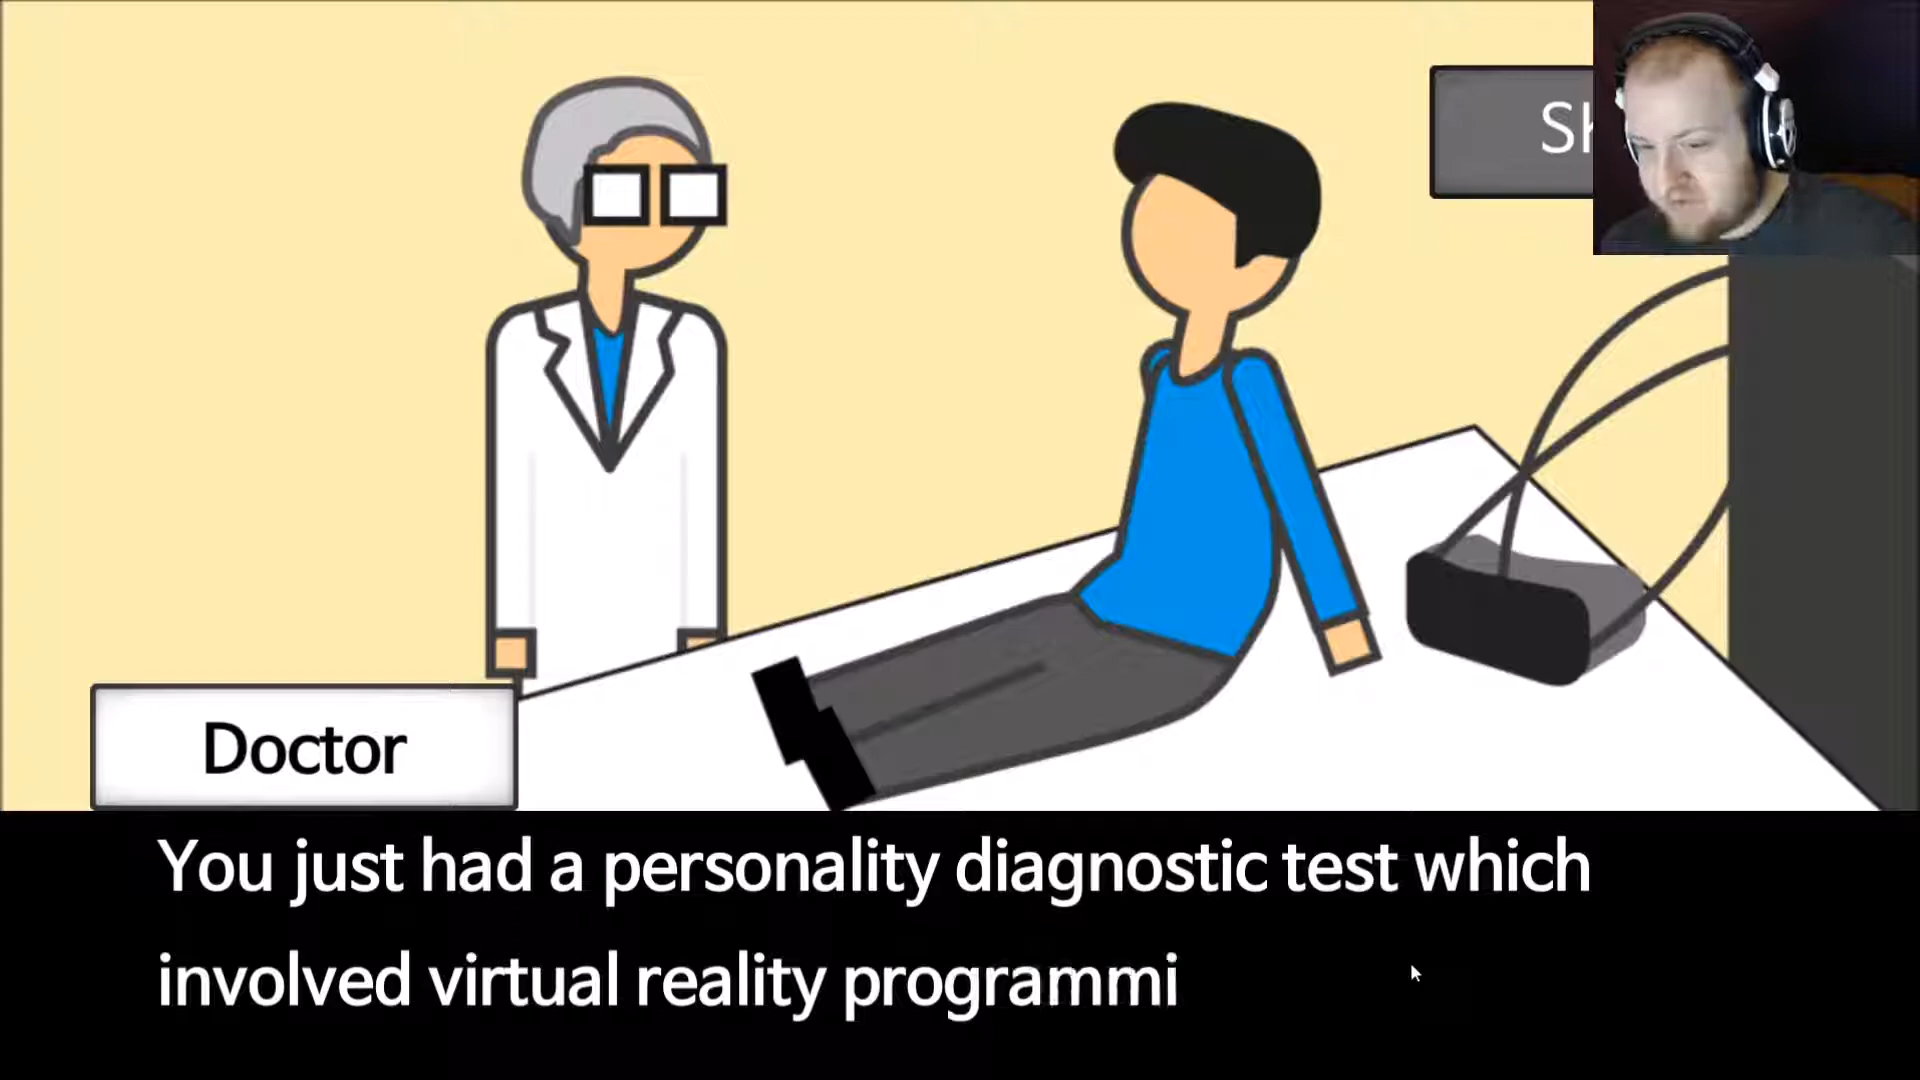 Doctor
You just had a personality diagnostic test which
involved virtual reality programmi